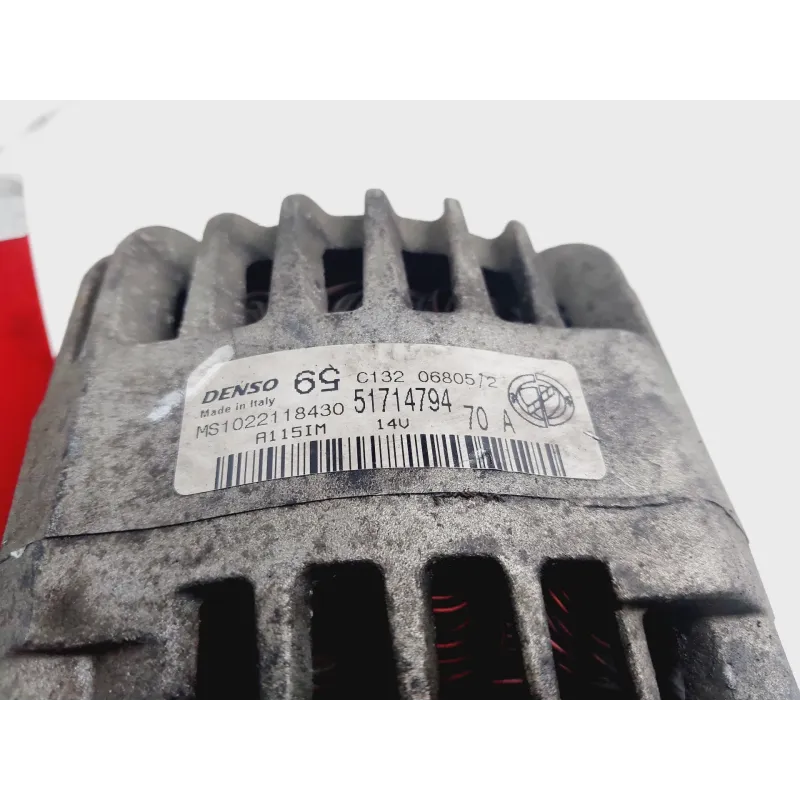 DENSO 59 C132 0680572
Made in Italy
MS1022118430 51714794 70 A
A115IM 14V